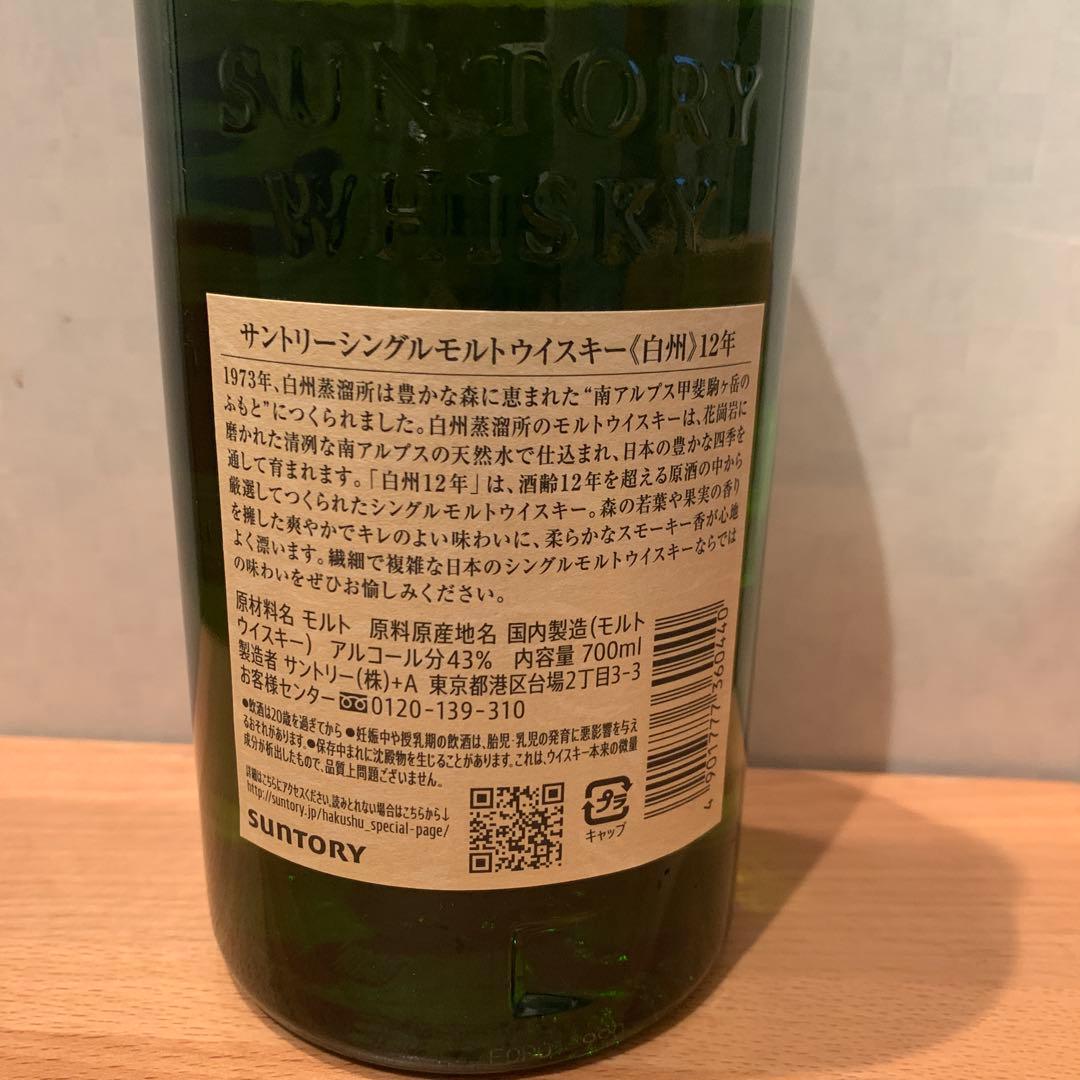 SUNTORY
WHISKY
サントリーシングルモルトウイスキー《白州》12年
1973年、白州蒸溜所は豊かな森に恵まれた“南アルプス甲斐駒ヶ岳の
ふもと”につくられました。白州蒸溜所のモルトウイスキーは、花崗岩に
磨かれた清冽な南アルプスの天然水で仕込まれ、日本の豊かな四季を
通して育まれます。「白州12年」は、酒齢12年を超える原酒の中から
厳選してつくられたシングルモルトウイスキー。森の若葉や果実の香り
を擁した爽やかでキレのよい味わいに、柔らかなスモーキー香が心地
よく漂います。繊細で複雑な日本のシングルモルトウイスキーならでは
の味わいをぜひお愉しみください。
原材料名 モルト 原料原産地名 国内製造(モルト
ウイスキー) アルコール分43% 内容量 700ml
製造者 サントリー(株)+A 東京都港区台場2丁目3-3
お客様センター 0120-139-310
●飲酒は20歳を過ぎてから ●妊娠中や授乳期の飲酒は、胎児・乳児の発育に悪影響を与え
るおそれがあります。●保存中まれに沈殿物を生じることがあります。これは、ウイスキー本来の微量
成分が析出したもので、品質上問題ございません。
詳細はこちらにアクセスください。読みとれない場合はこちらから↓
http://suntory.jp/hakushu_special-page/
SUNTORY
プラ
キャップ
4 901777 360440